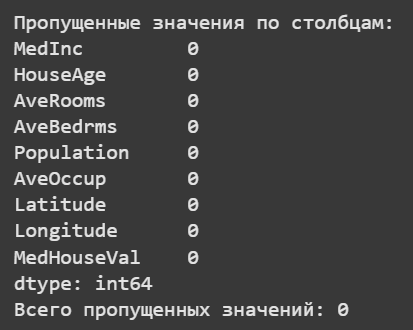 Пропущенные значения по столбцам:
MedInc 0
HouseAge 0
AveRooms 0
AveBedrms 0
Population 0
AveOccup 0
Latitude 0
Longitude 0
MedHouseVal 0
dtype: int64
Всего пропущенных значений: 0